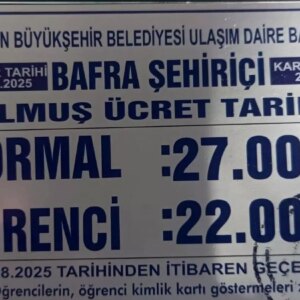 N BÜYÜKŞEHİR BELEDİYESİ ULAŞIM DAİRE BA
TARİHİ BAFRA ŞEHİRİÇİ KAR
.2025
LMUŞ ÜCRET TARİ
ORMAL :27.00
RENCİ :22.00
8.2025 TARİHİNDEN İTİBAREN GEÇE
Öğrencilerin, öğrenci kimlik kartı göstermeleri